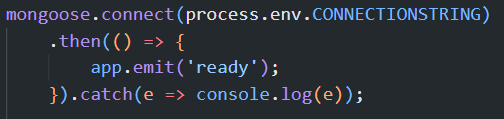 mongoose.connect(process.env.CONNECTIONSTRING)
    .then(() => {
        app.emit('ready');
    }).catch(e => console.log(e));